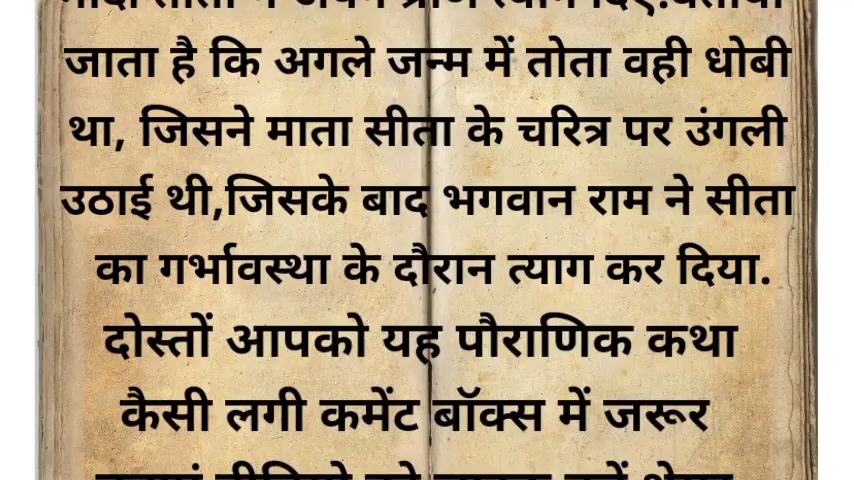 जाता है कि अगले जन्म में तोता वही धोबी
था, जिसने माता सीता के चरित्र पर उंगली
उठाई थी,जिसके बाद भगवान राम ने सीता
का गर्भावस्था के दौरान त्याग कर दिया.
दोस्तों आपको यह पौराणिक कथा
कैसी लगी कमेंट बॉक्स में जरूर